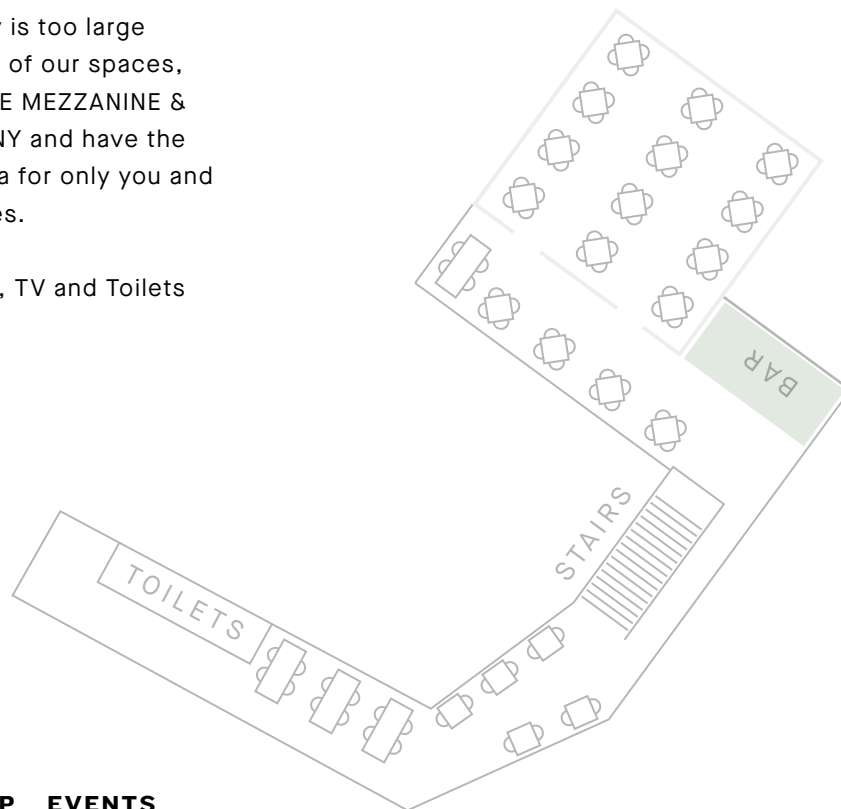 is too large
of our spaces,
E MEZZANINE &
NY and have the
a for only you and
es.
, TV and Toilets
BAR
STAIRS
TOILETS
P EVENTS